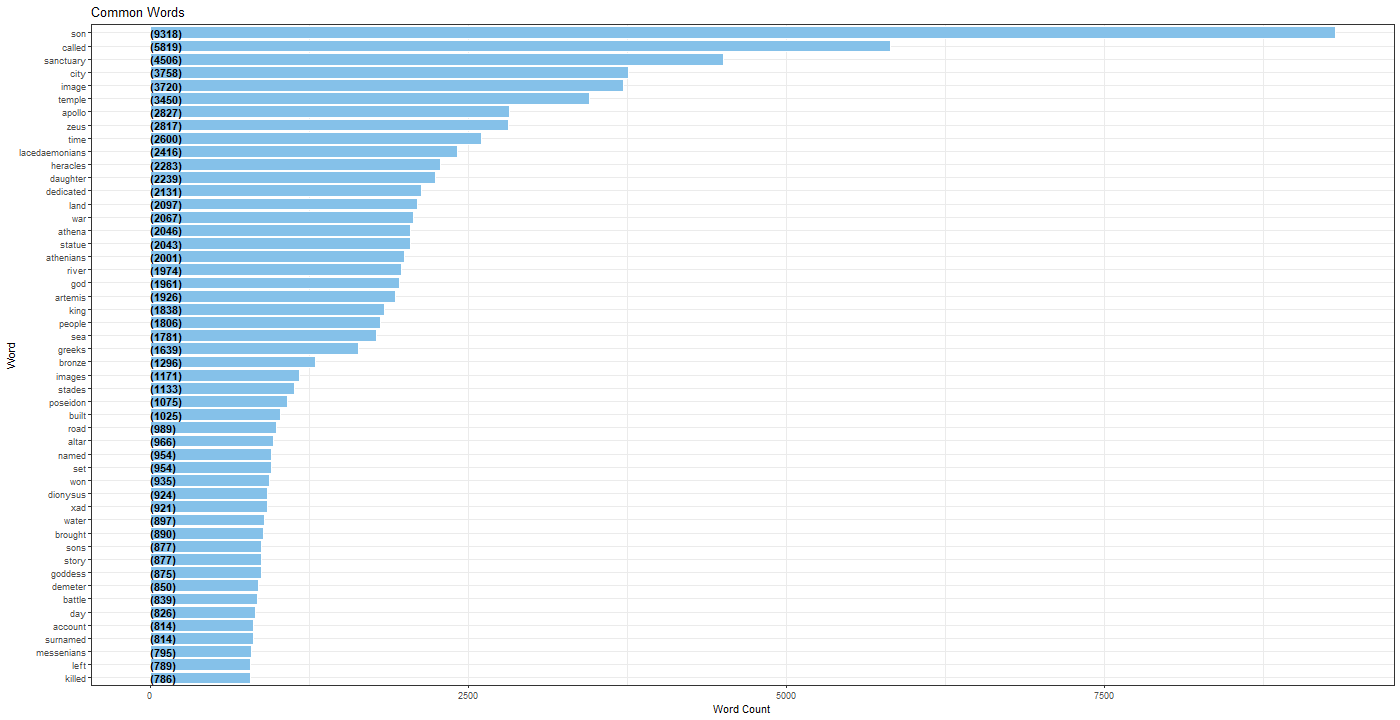 Common Words
son (9318)
called (5819)
sanctuary (4506)
city (3758)
image (3720)
temple (3450)
apollo (2827)
zeus (2817)
time (2600)
lacedaemonians (2416)
heracles (2283)
daughter (2239)
dedicated (2131)
land (2097)
war (2067)
athena (2046)
statue (2043)
athenians (2001)
river (1974)
god (1961)
artemis (1926)
king (1838)
people (1806)
sea (1781)
greeks (1639)
bronze (1296)
images (1171)
stades (1133)
poseidon (1075)
built (1025)
road (989)
altar (966)
named (954)
set (954)
won (935)
dionysus (924)
xad (921)
water (897)
brought (890)
sons (877)
story (877)
goddess (875)
demeter (850)
battle (839)
day (826)
account (814)
surnamed (814)
messenians (795)
left (789)
killed (786)
0 2500 5000 7500
Word Count
Word